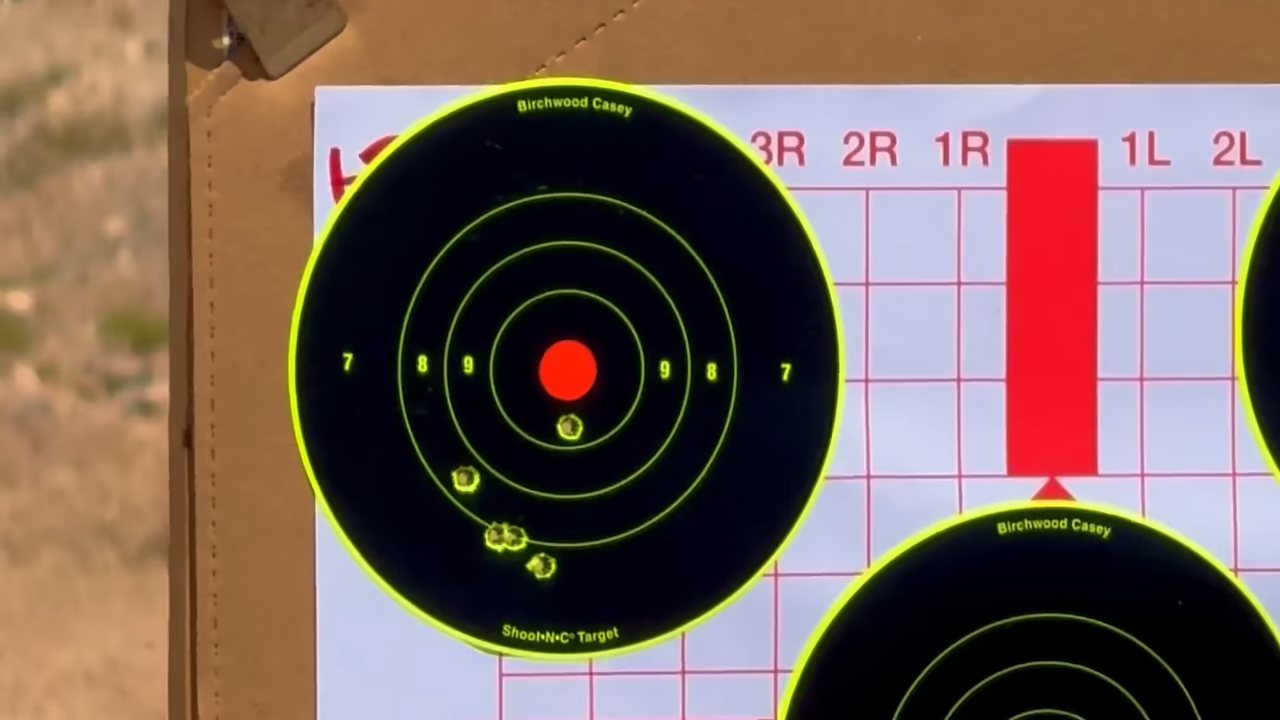 Birchwood Casey
3R 2R 1R 1L 2L
7 8 9 9 8 7
Birchwood Casey
Shoot•N•C® Target